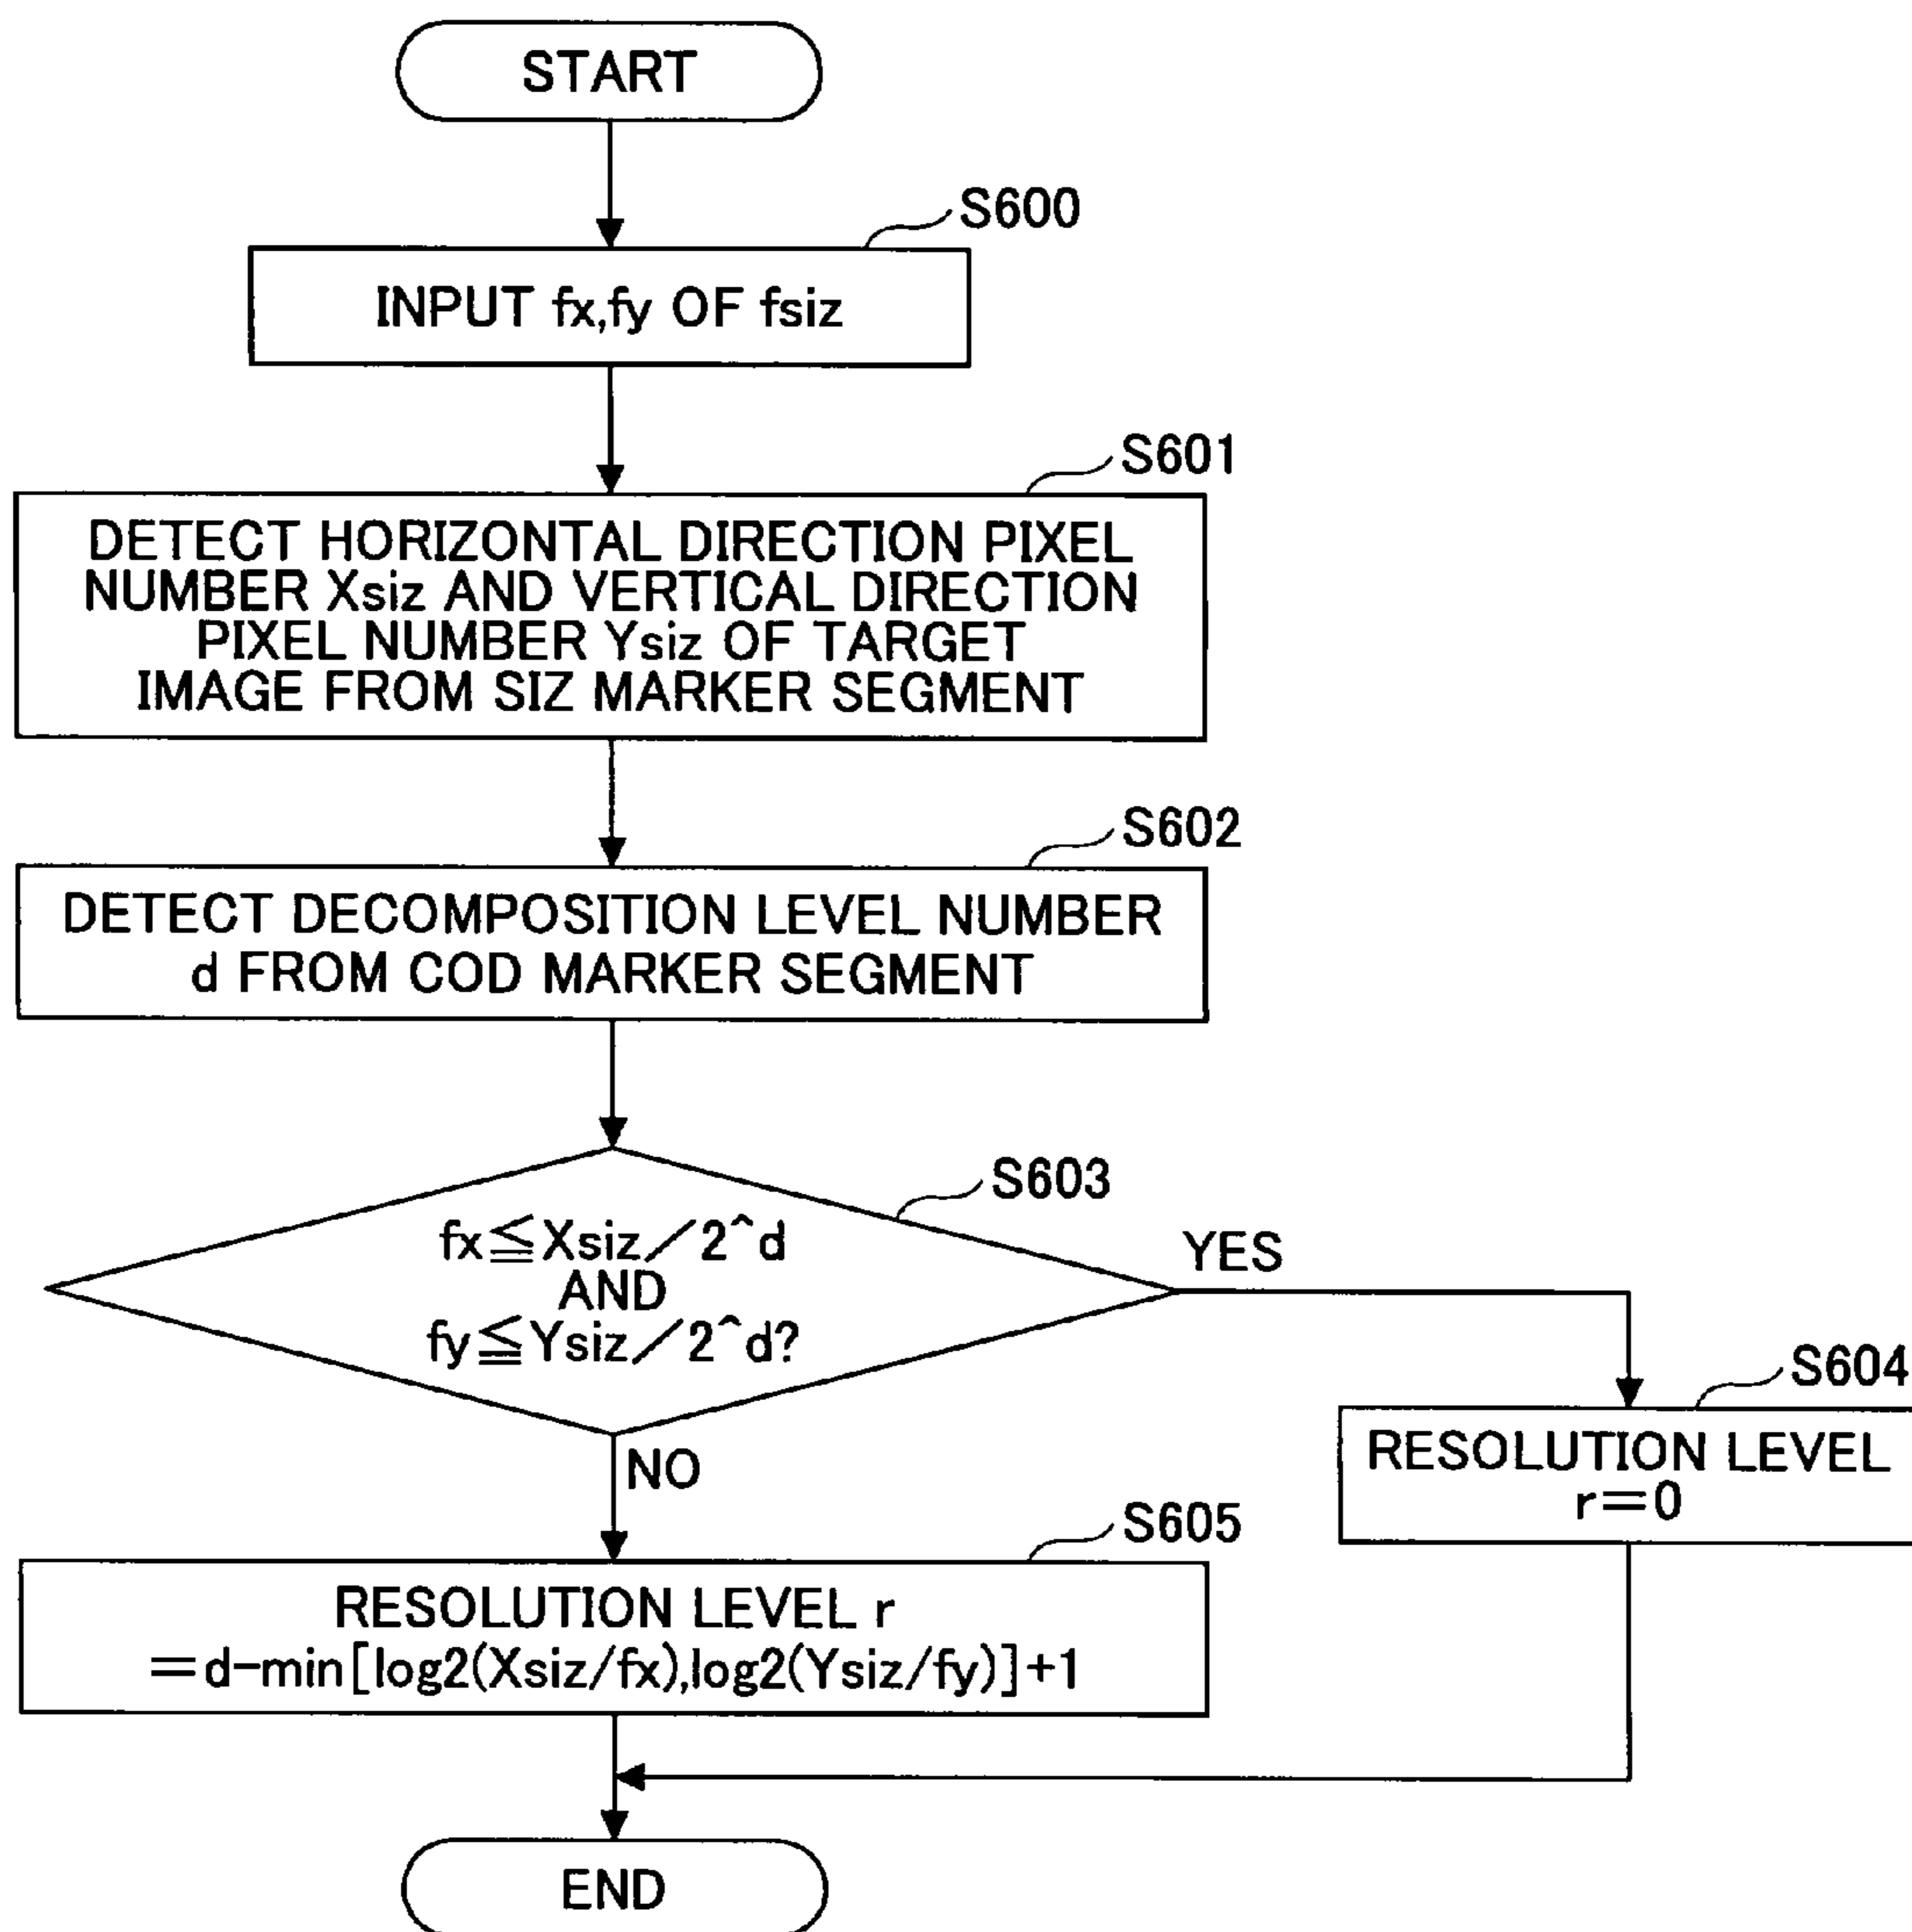 START
S600
INPUT fx,fy OF fsiz
S601
DETECT HORIZONTAL DIRECTION PIXEL
NUMBER Xsiz AND VERTICAL DIRECTION
PIXEL NUMBER Ysiz OF TARGET
IMAGE FROM SIZ MARKER SEGMENT
S602
DETECT DECOMPOSITION LEVEL NUMBER
d FROM COD MARKER SEGMENT
S603
fx≦Xsiz/2^d
AND
fy≦Ysiz/2^d?
YES
NO
S604
RESOLUTION LEVEL
r=0
S605
RESOLUTION LEVEL r
=d-min[log2(Xsiz/fx),log2(Ysiz/fy)]+1
END